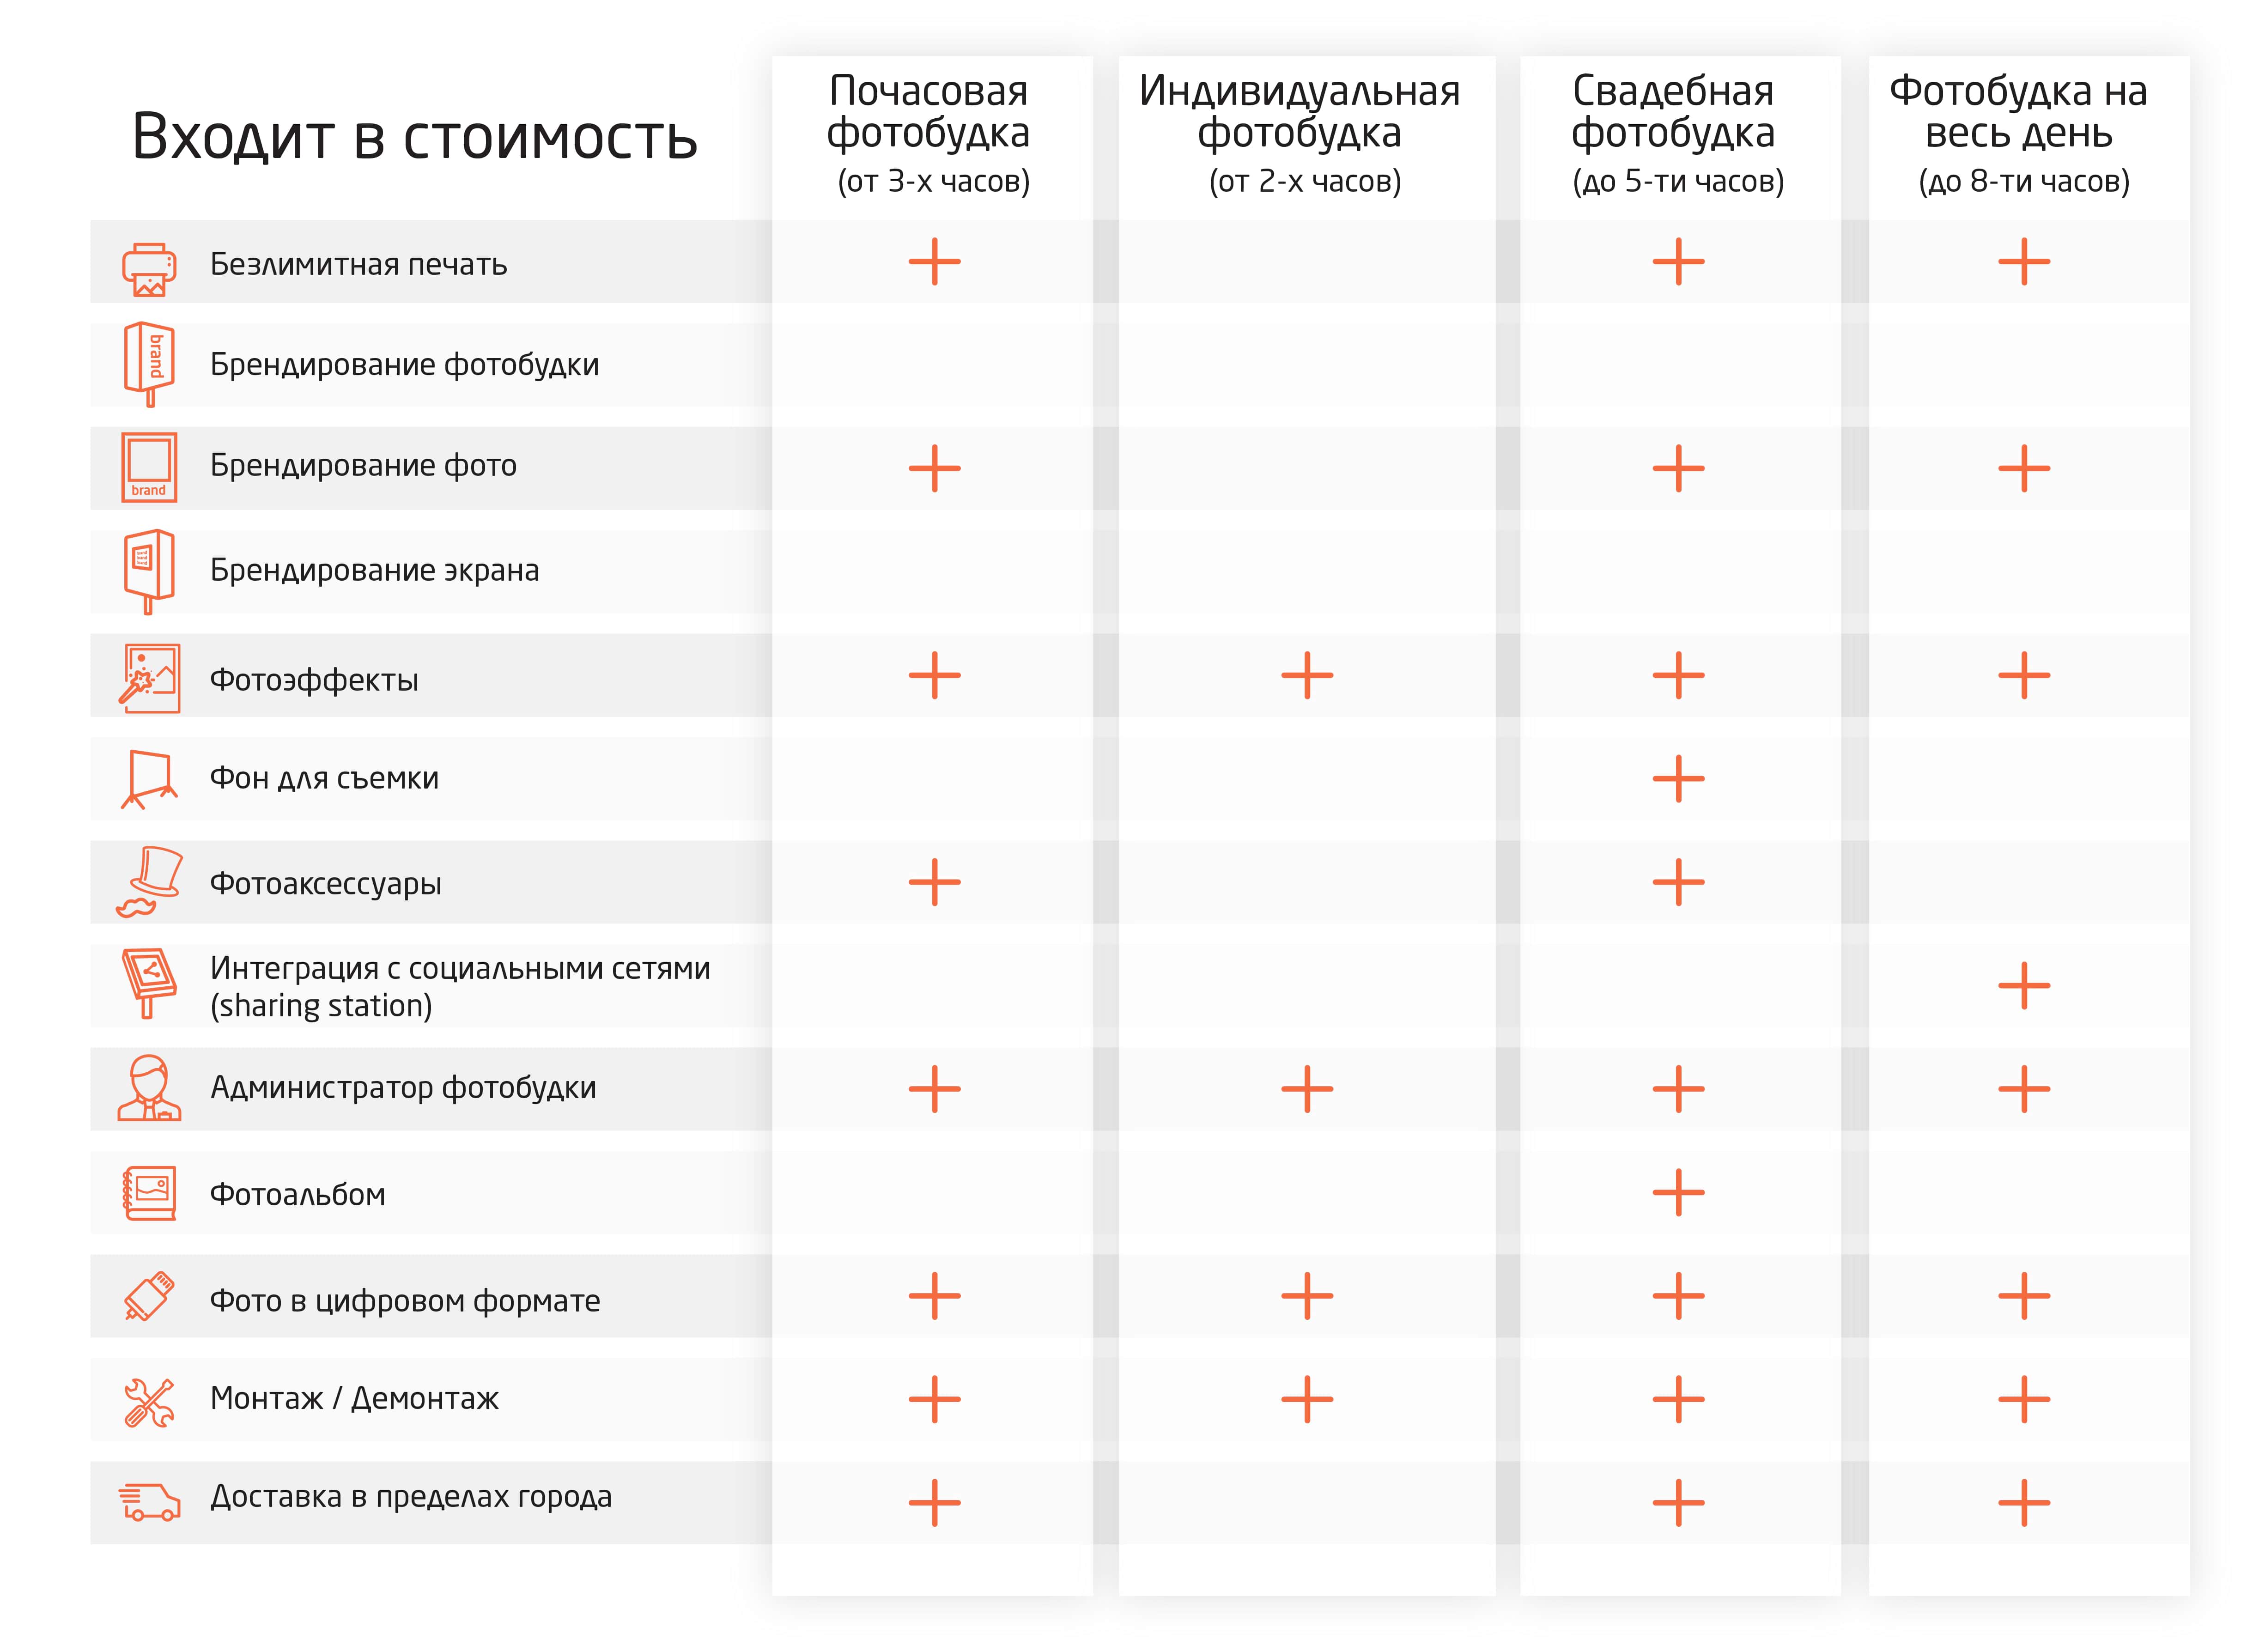 Входит в стоимость
Почасовая
фотобудка
(от 3-х часов)
Индивидуальная
фотобудка
(от 2-х часов)
Свадебная
фотобудка
(до 5-ти часов)
Фотобудка на
весь день
(до 8-ти часов)
Безлимитная печать
+ + +
brand
Брендирование фотобудки
brand
Брендирование фото
+ + +
Брендирование экрана
Фотоэффекты
+ + + +
Фон для съемки
+
Фотоаксессуары
+ +
Интеграция с социальными сетями
(sharing station)
+
Администратор фотобудки
+ + + +
Фотоальбом
+
Фото в цифровом формате
+ + + +
Монтаж / Демонтаж
+ + + +
Доставка в пределах города
+ + +